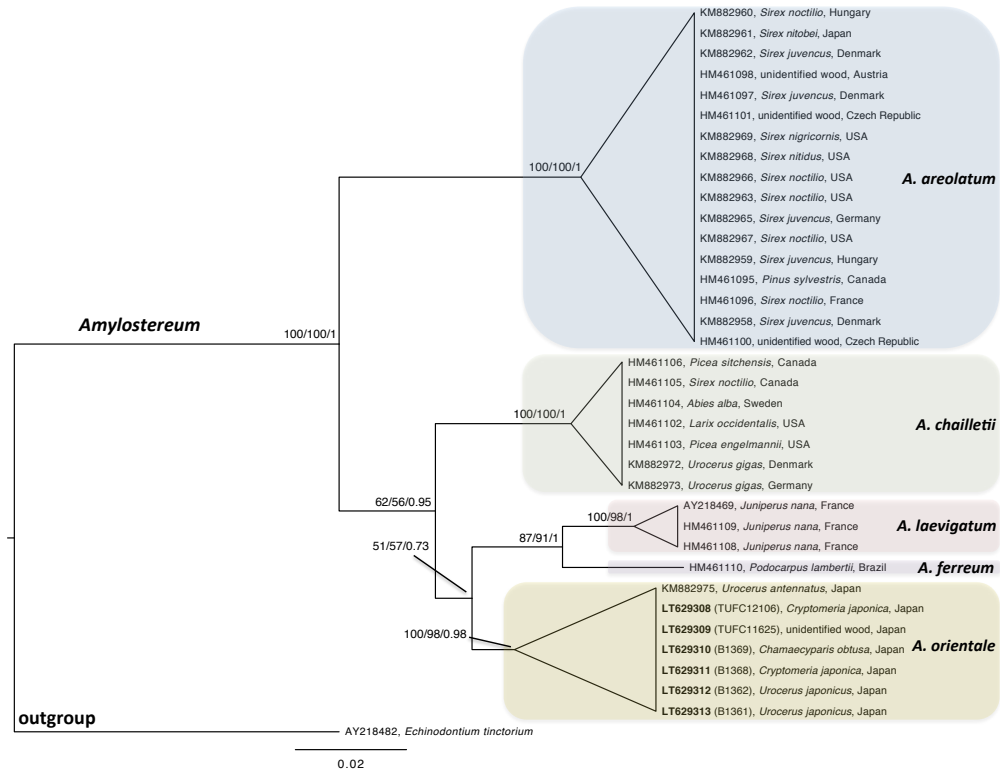 KM882960, Sirex noctilio, Hungary
KM882961, Sirex nitobei, Japan
KM882962, Sirex juvencus, Denmark
HM461098, unidentified wood, Austria
HM461097, Sirex juvencus, Denmark
HM461101, unidentified wood, Czech Republic
KM882969, Sirex nigricornis, USA
KM882968, Sirex nitidus, USA
100/100/1
KM882966, Sirex noctilio, USA
A. areolatum
KM882963, Sirex noctilio, USA
KM882965, Sirex juvencus, Germany
KM882967, Sirex noctilio, USA
KM882959, Sirex juvencus, Hungary
HM461095, Pinus sylvestris, Canada
HM461096, Sirex noctilio, France
KM882958, Sirex juvencus, Denmark
Amylostereum
100/100/1
HM461100, unidentified wood, Czech Republic
HM461106, Picea sitchensis, Canada
HM461105, Sirex noctilio, Canada
HM461104, Abies alba, Sweden
100/100/1
HM461102, Larix occidentalis, USA
A. chailletii
HM461103, Picea engelmannii, USA
KM882972, Urocerus gigas, Denmark
KM882973, Urocerus gigas, Germany
62/56/0.95
AY218469, Juniperus nana, France
100/98/1
HM461109, Juniperus nana, France
A. laevigatum
HM461108, Juniperus nana, France
87/91/1
51/57/0.73
HM461110, Podocarpus lambertii, Brazil
A. ferreum
KM882975, Urocerus antennatus, Japan
LT629308 (TUFC12106), Cryptomeria japonica, Japan
LT629309 (TUFC11625), unidentified wood, Japan
100/98/0.98
LT629310 (B1369), Chamaecyparis obtusa, Japan
A. orientale
LT629311 (B1368), Cryptomeria japonica, Japan
LT629312 (B1362), Urocerus japonicus, Japan
LT629313 (B1361), Urocerus japonicus, Japan
outgroup
AY218482, Echinodontium tinctorium
0.02